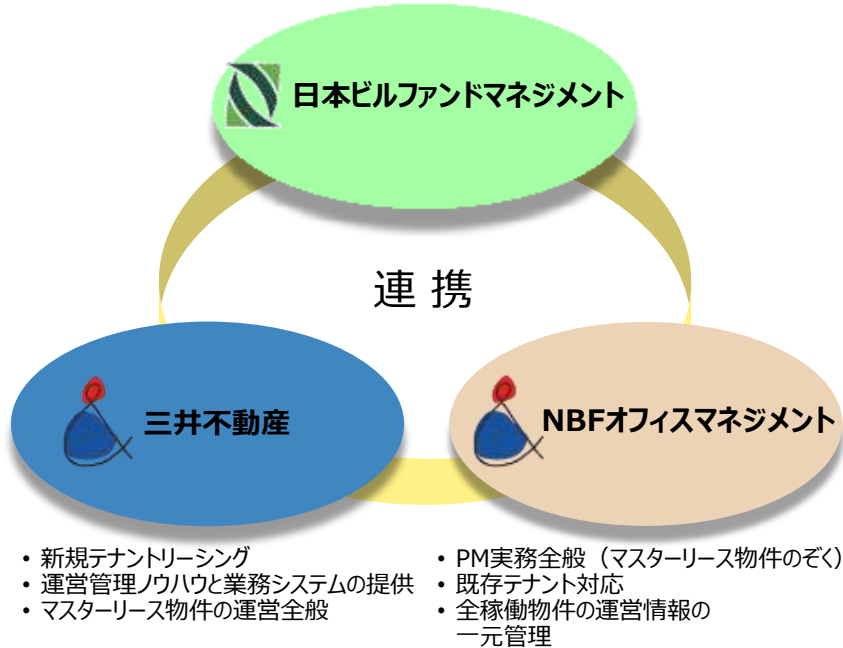 日本ビルファンドマネジメント
連 携
三井不動産
NBFオフィスマネジメント
• 新規テナントリーシング
• 運営管理ノウハウと業務システムの提供
• マスターリース物件の運営全般
• PM実務全般（マスターリース物件のぞく）
• 既存テナント対応
• 全稼働物件の運営情報の
一元管理